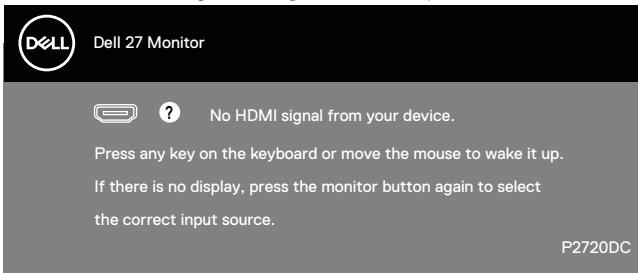 DELL
Dell 27 Monitor
? No HDMI signal from your device.
Press any key on the keyboard or move the mouse to wake it up.
If there is no display, press the monitor button again to select
the correct input source.
P2720DC